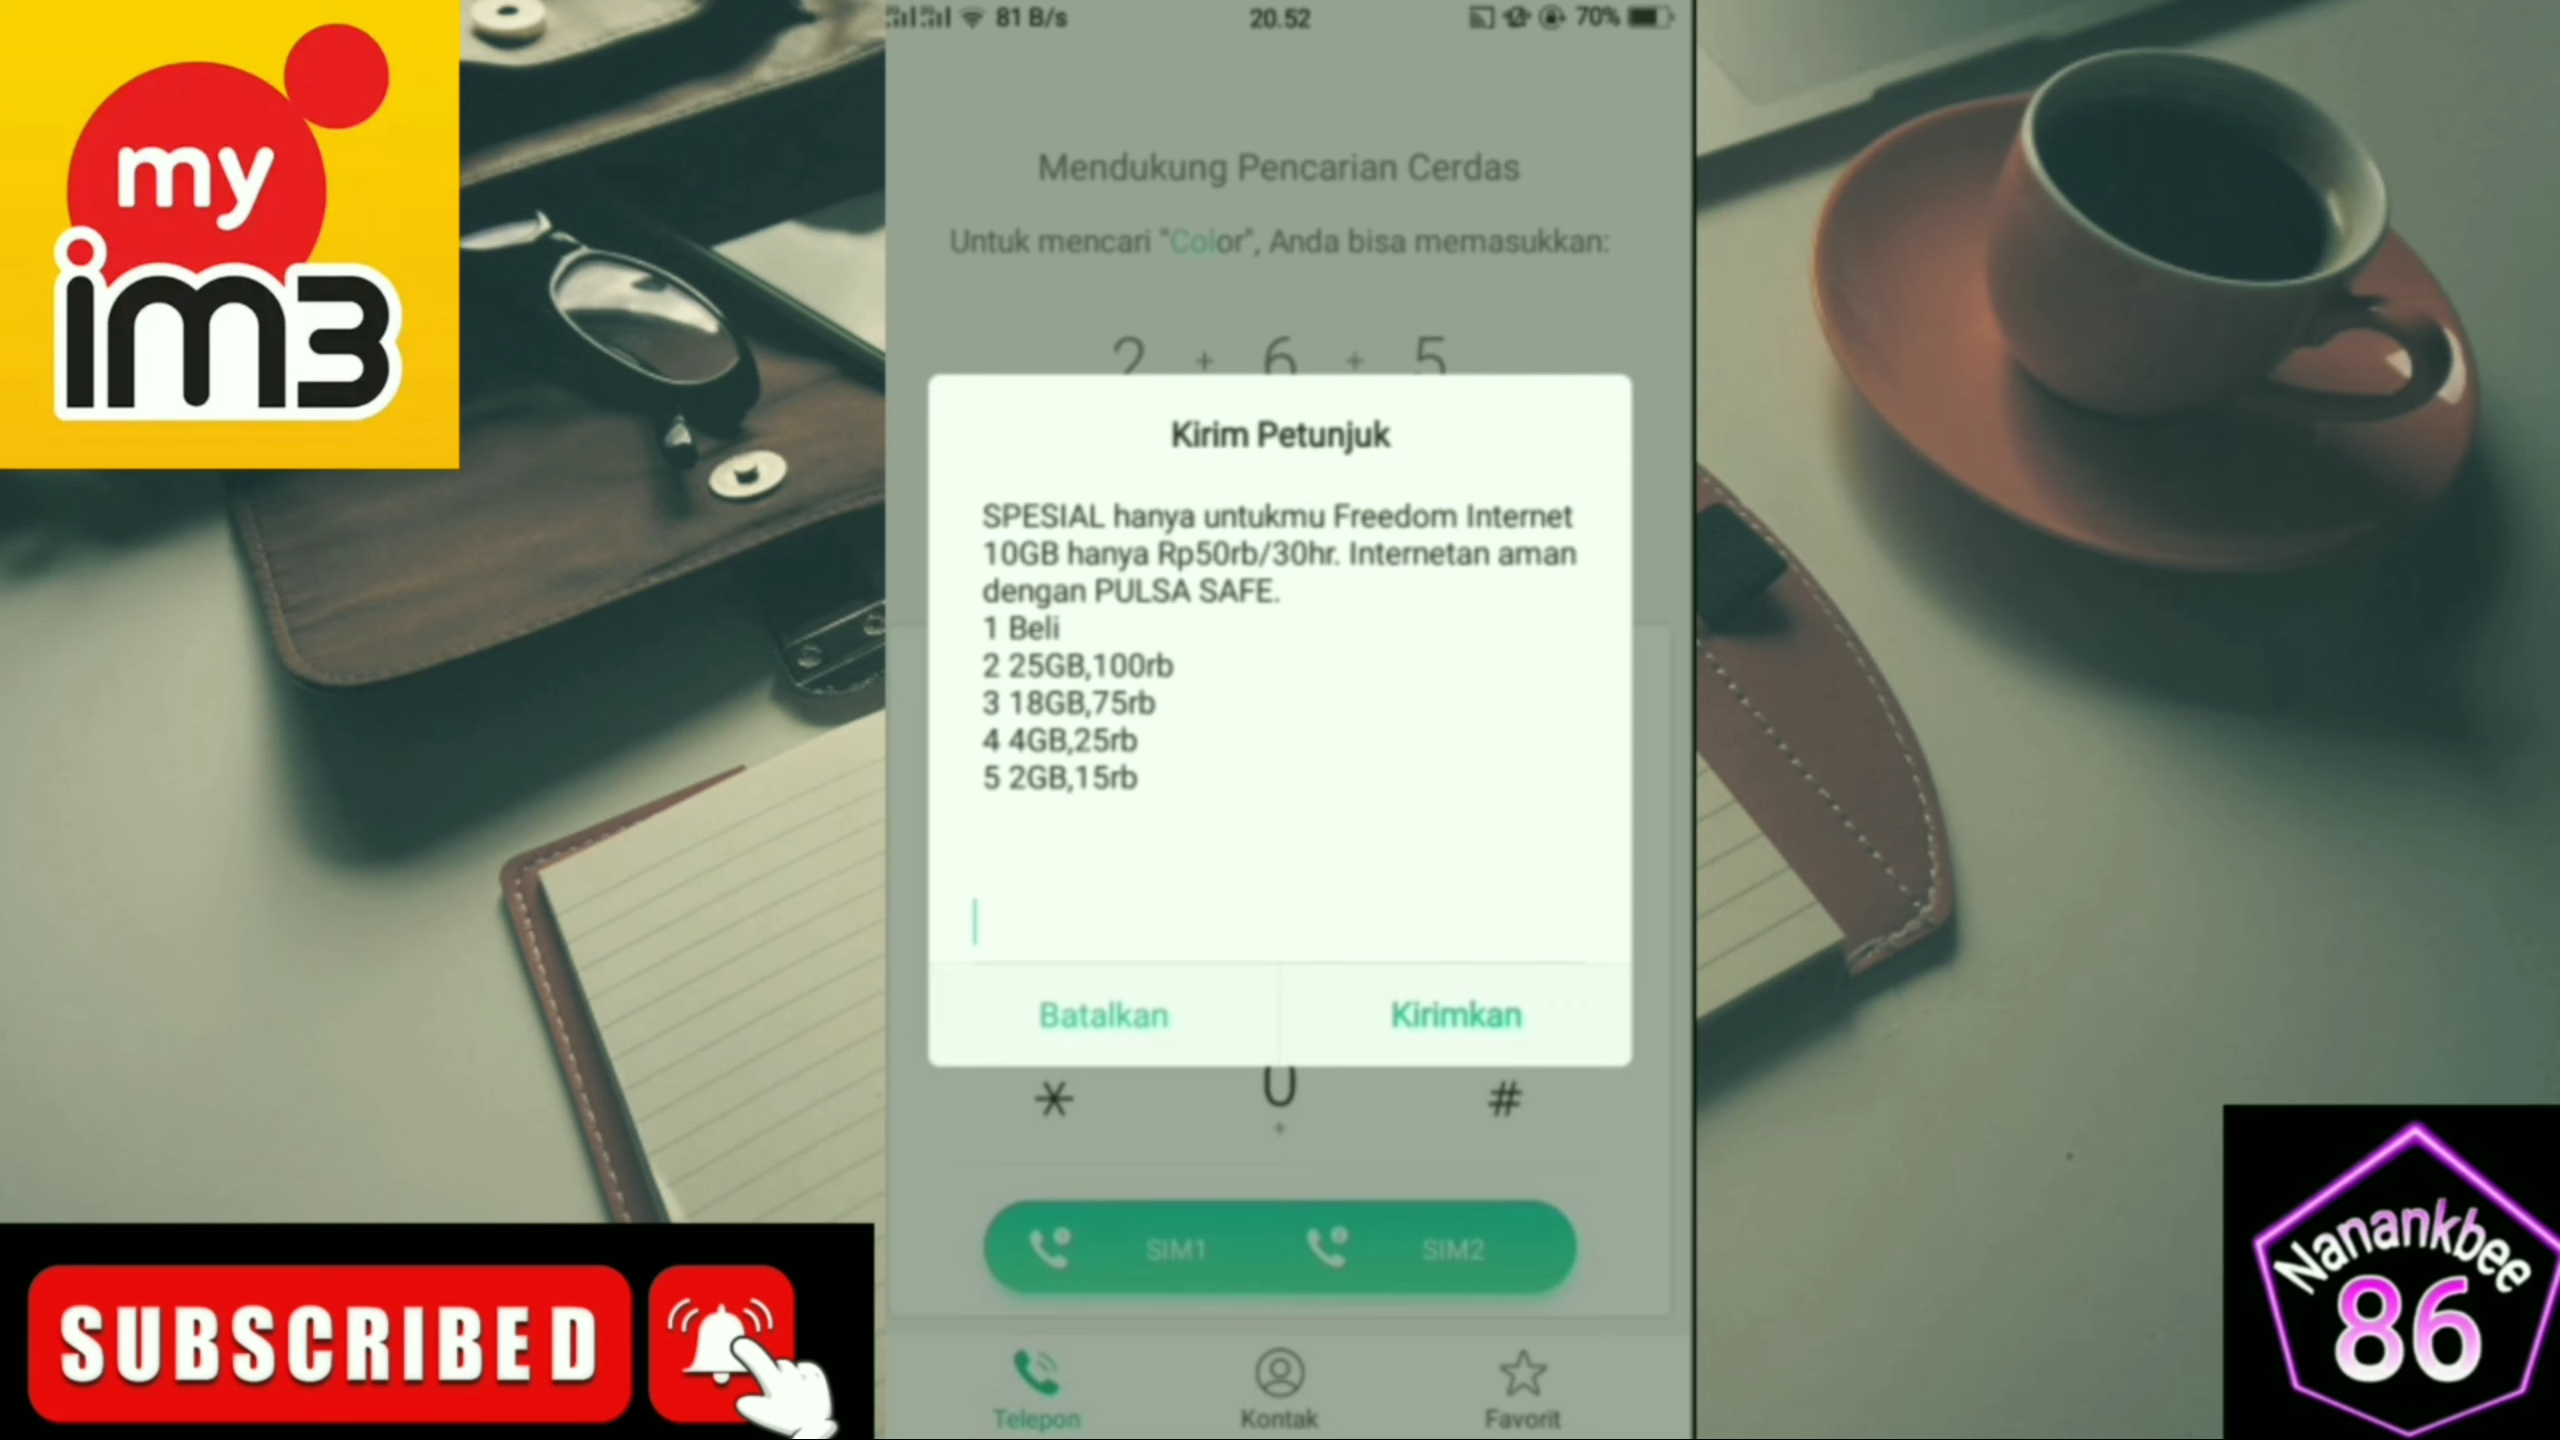 my
im3
81 B/s
20.52
70%
Mendukung Pencarian Cerdas
Untuk mencari "Color", Anda bisa memasukkan:
2 + 6 + 5
Kirim Petunjuk
SPESIAL hanya untukmu Freedom Internet
10GB hanya Rp50rb/30hr. Internetan aman
dengan PULSA SAFE.
1 Beli
2 25GB,100rb
3 18GB,75rb
4 4GB,25rb
5 2GB,15rb
Batalkan
Kirimkan
* 0 #
+
SIM1
SIM2
Telepon
Kontak
Favorit
SUBSCRIBED
Nanankbee
86